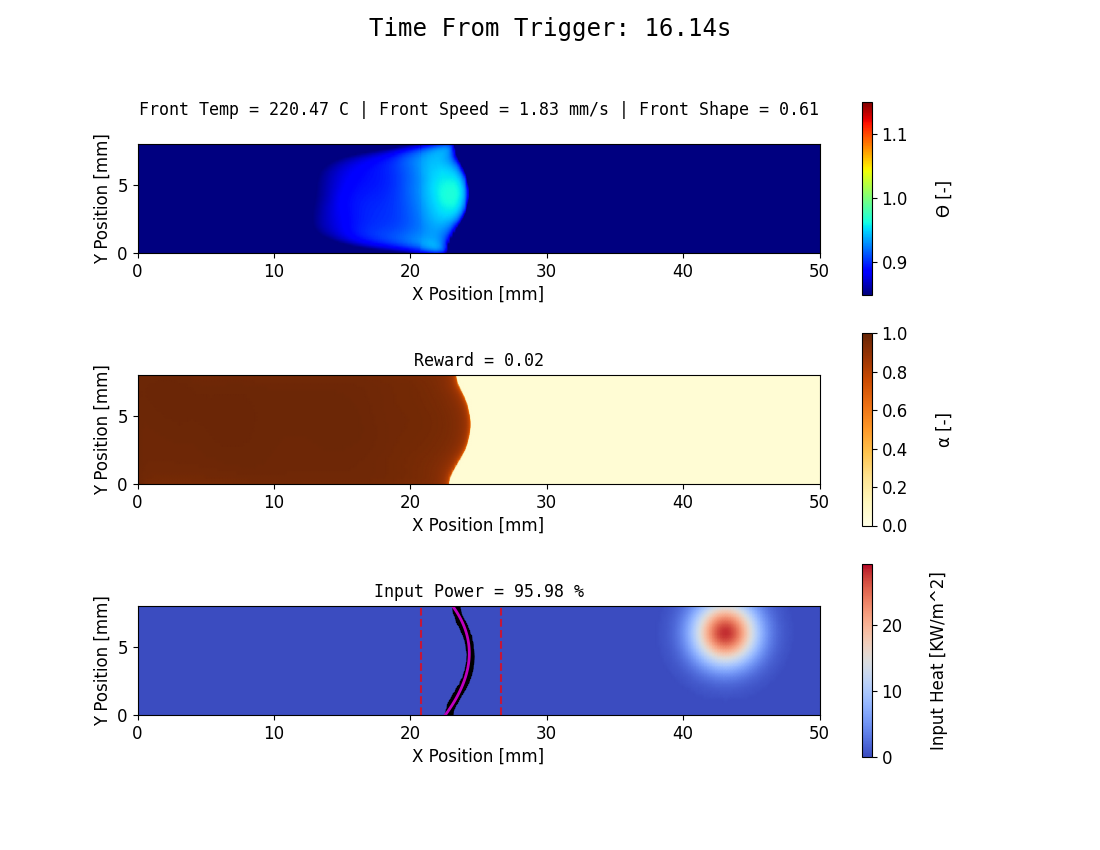 Time From Trigger: 16.14s
Front Temp = 220.47 C | Front Speed = 1.83 mm/s | Front Shape = 0.61
Y Position [mm]
5
0
0 10 20 30 40 50
X Position [mm]
1.1
1.0
0.9
Θ [-]
Reward = 0.02
Y Position [mm]
5
0
0 10 20 30 40 50
X Position [mm]
1.0
0.8
0.6
0.4
0.2
0.0
α [-]
Input Power = 95.98 %
Y Position [mm]
5
0
0 10 20 30 40 50
X Position [mm]
20
10
0
Input Heat [KW/m^2]